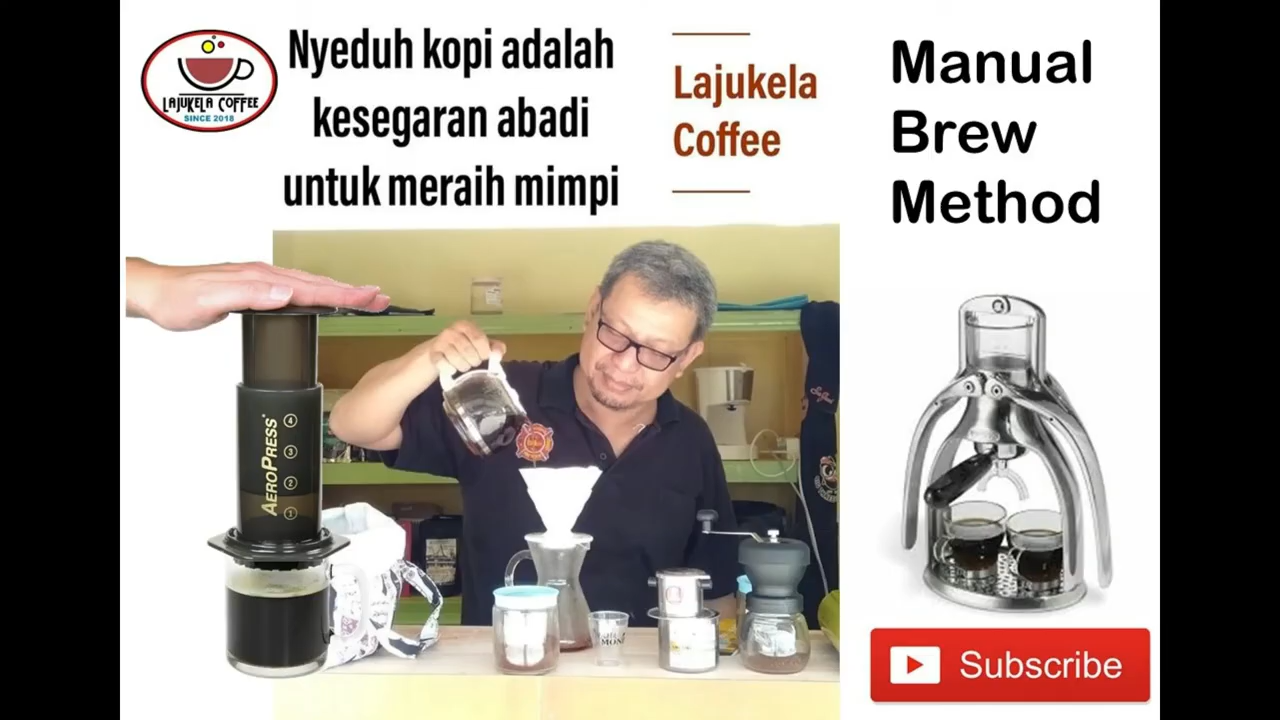 LAJUKELA COFFEE
SINCE 2018
Nyeduh kopi adalah
kesegaran abadi
untuk meraih mimpi
Lajukela
Coffee
Manual
Brew
Method
AEROPRESS
4
3
2
1
Subscribe